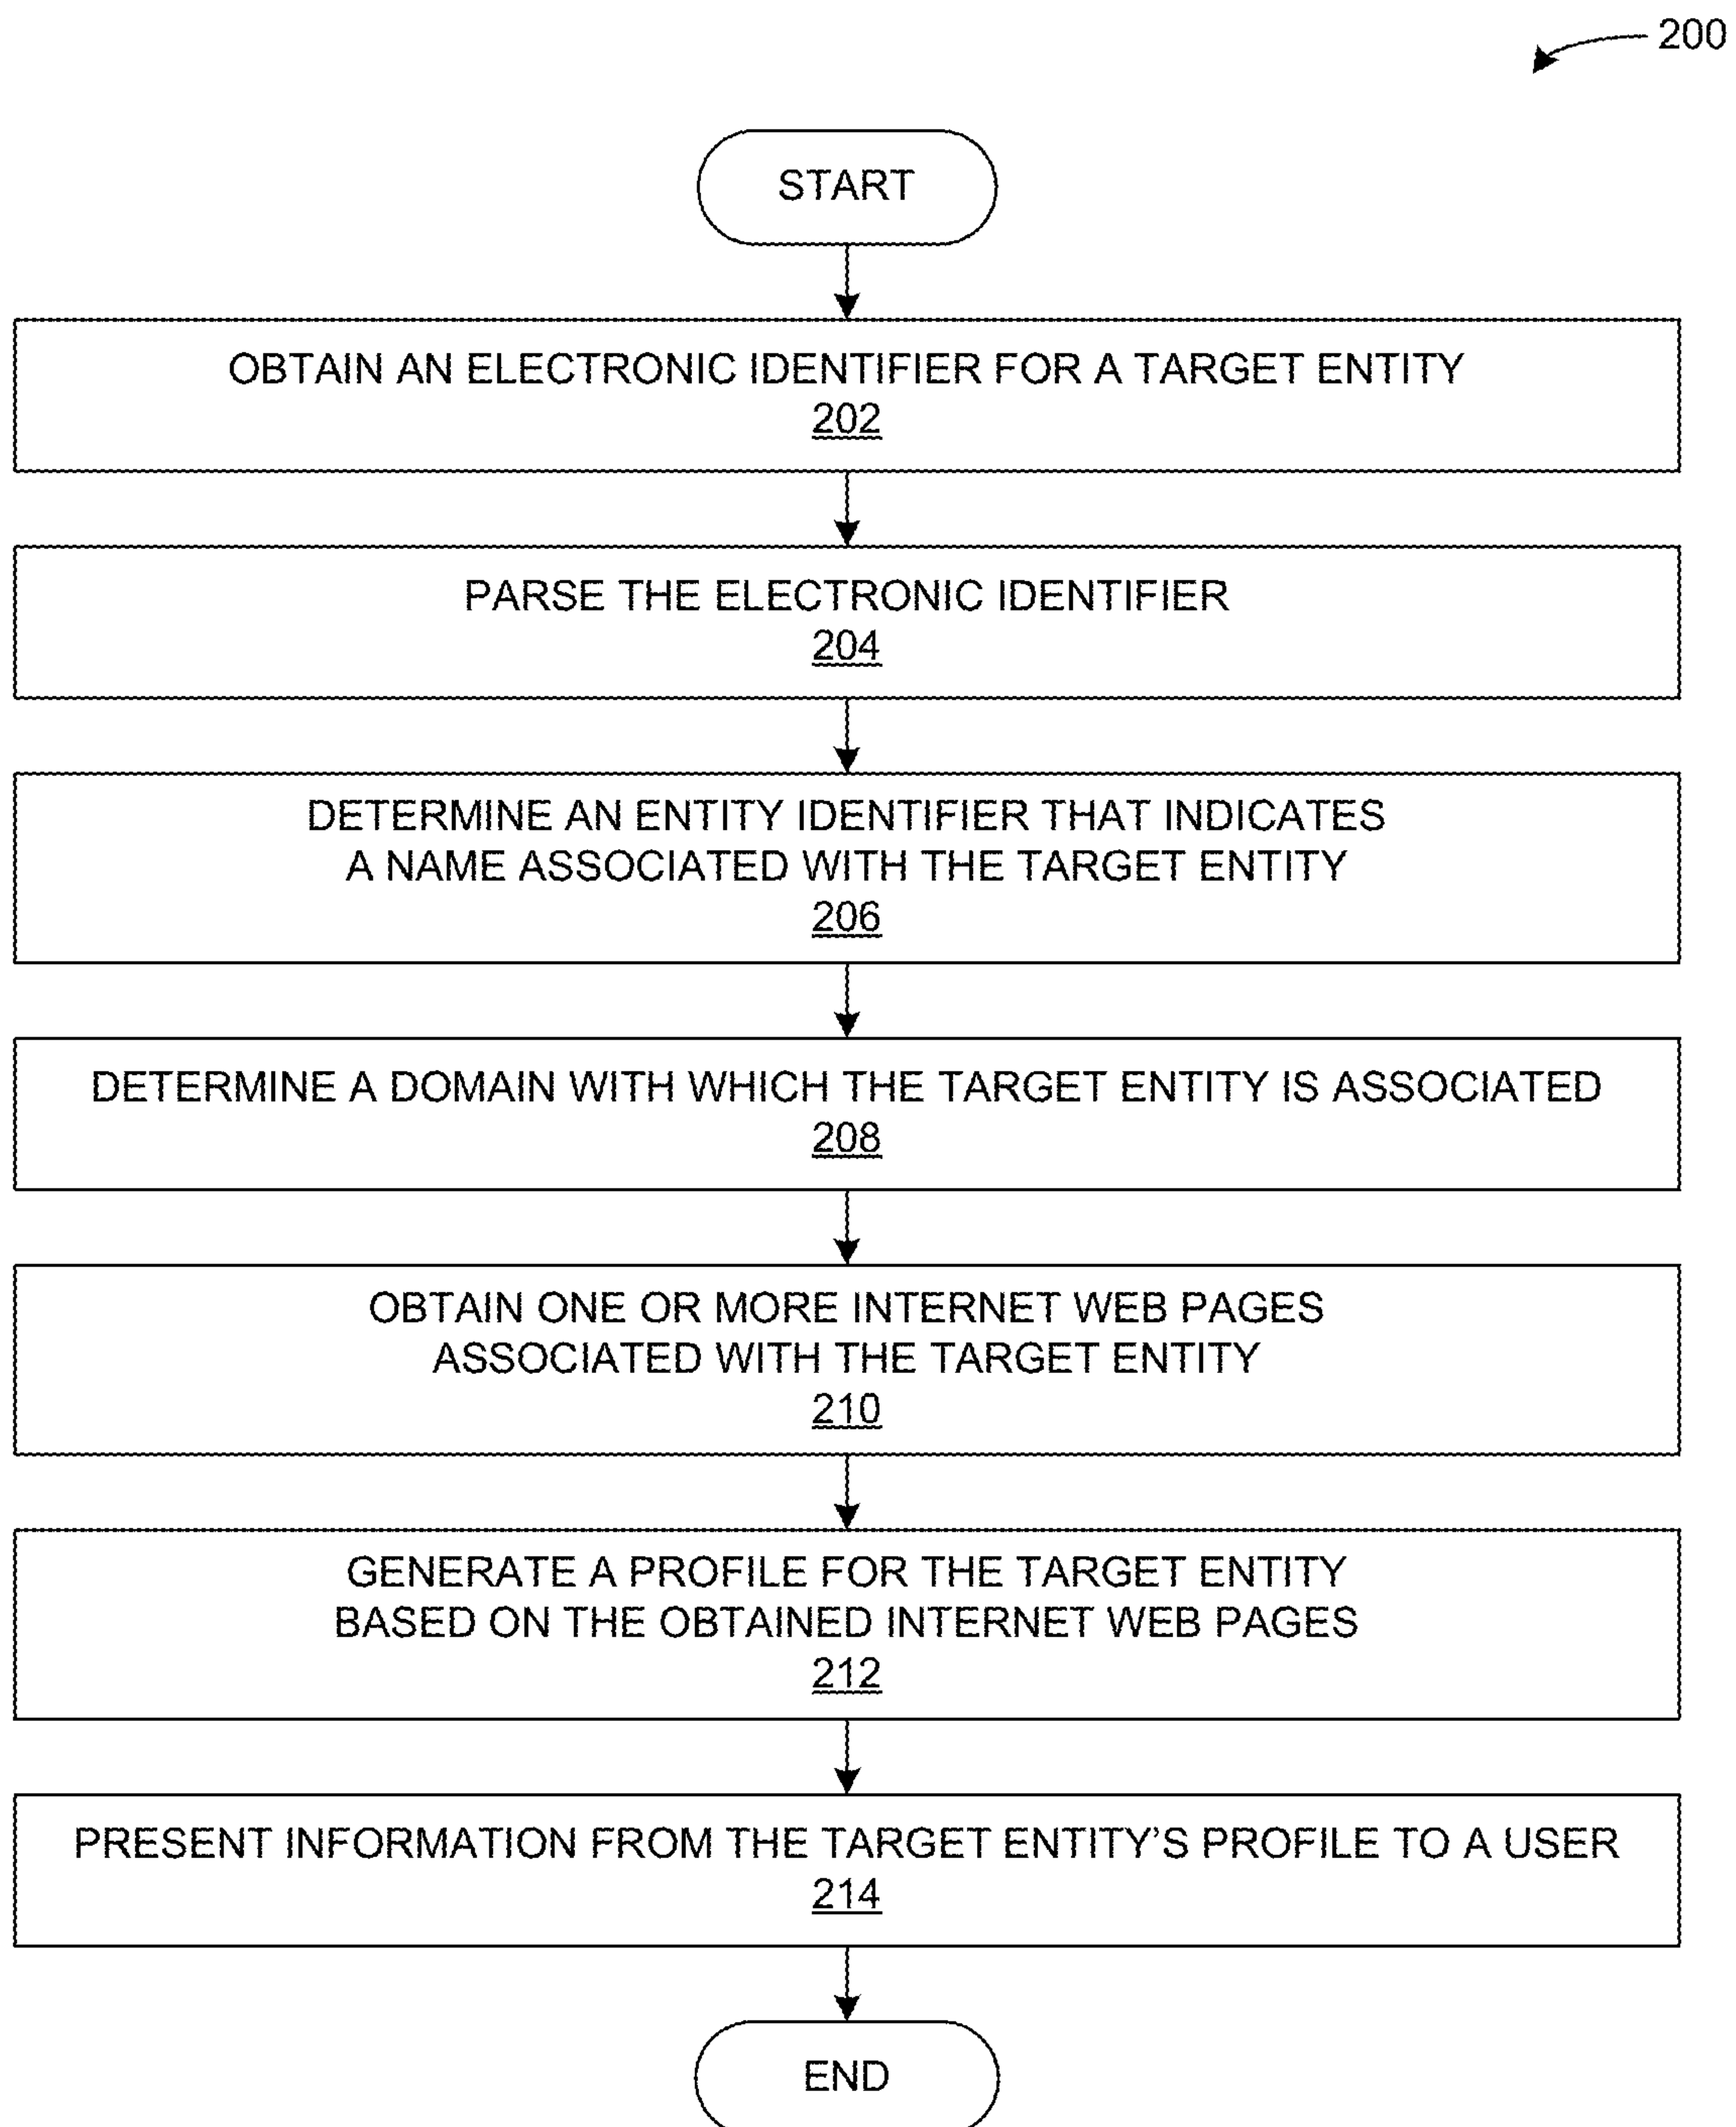 200
START
OBTAIN AN ELECTRONIC IDENTIFIER FOR A TARGET ENTITY
202
PARSE THE ELECTRONIC IDENTIFIER
204
DETERMINE AN ENTITY IDENTIFIER THAT INDICATES
A NAME ASSOCIATED WITH THE TARGET ENTITY
206
DETERMINE A DOMAIN WITH WHICH THE TARGET ENTITY IS ASSOCIATED
208
OBTAIN ONE OR MORE INTERNET WEB PAGES
ASSOCIATED WITH THE TARGET ENTITY
210
GENERATE A PROFILE FOR THE TARGET ENTITY
BASED ON THE OBTAINED INTERNET WEB PAGES
212
PRESENT INFORMATION FROM THE TARGET ENTITY’S PROFILE TO A USER
214
END